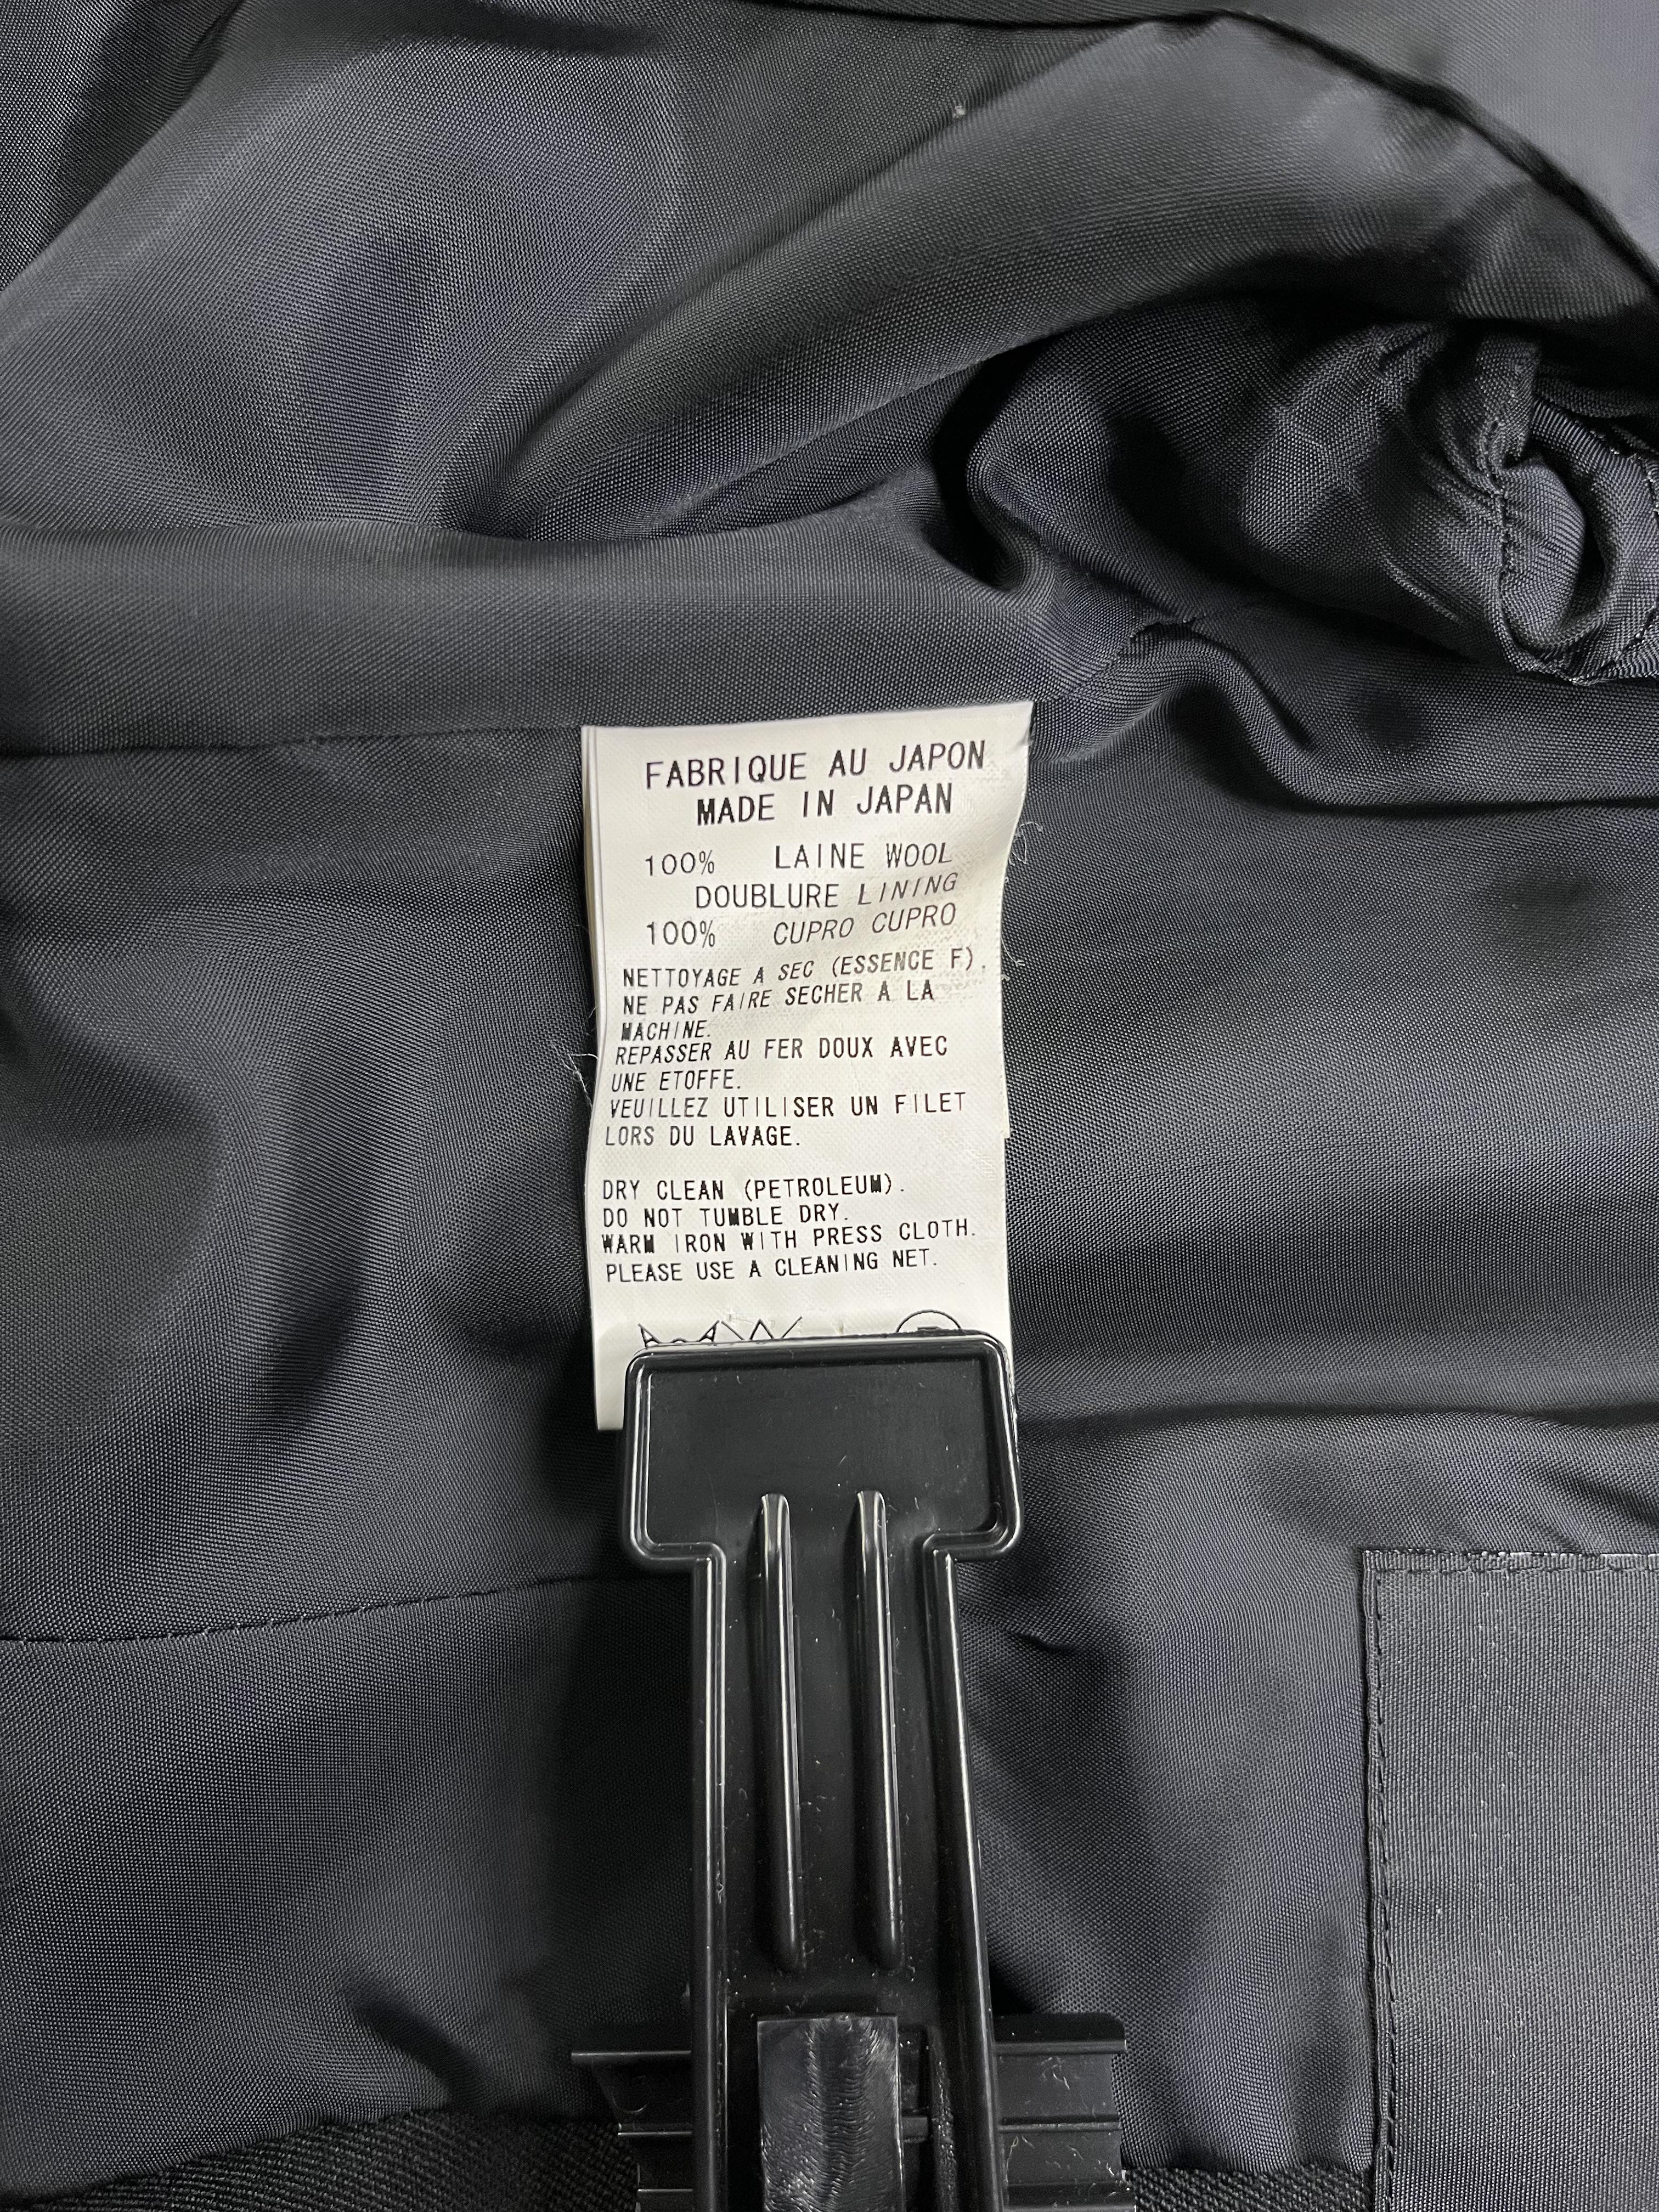 FABRIQUE AU JAPON
MADE IN JAPAN
100% LAINE WOOL
DOUBLURE LINING
100% CUPRO CUPRO
NETTOYAGE A SEC (ESSENCE F).
NE PAS FAIRE SECHER A LA
MACHINE.
REPASSER AU FER DOUX AVEC
UNE ETOFFE.
VEUILLEZ UTILISER UN FILET
LORS DU LAVAGE.
DRY CLEAN (PETROLEUM).
DO NOT TUMBLE DRY.
WARM IRON WITH PRESS CLOTH.
PLEASE USE A CLEANING NET.